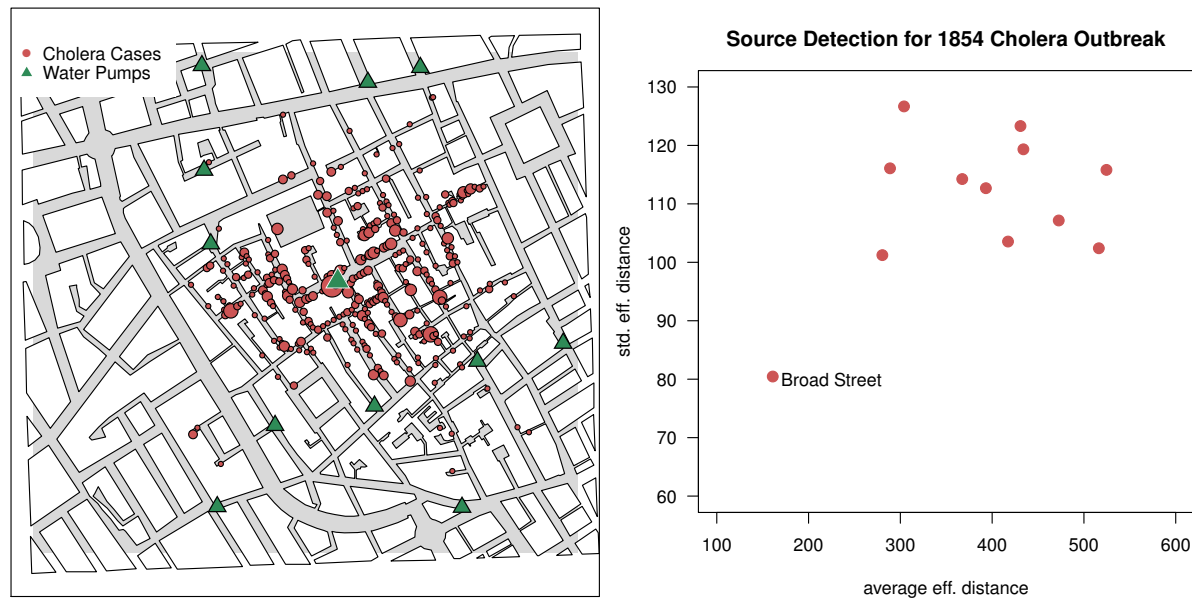 Cholera Cases
Water Pumps
Source Detection for 1854 Cholera Outbreak
std. eff. distance
130
120
110
100
90
80
70
60
Broad Street
100 200 300 400 500 600
average eff. distance